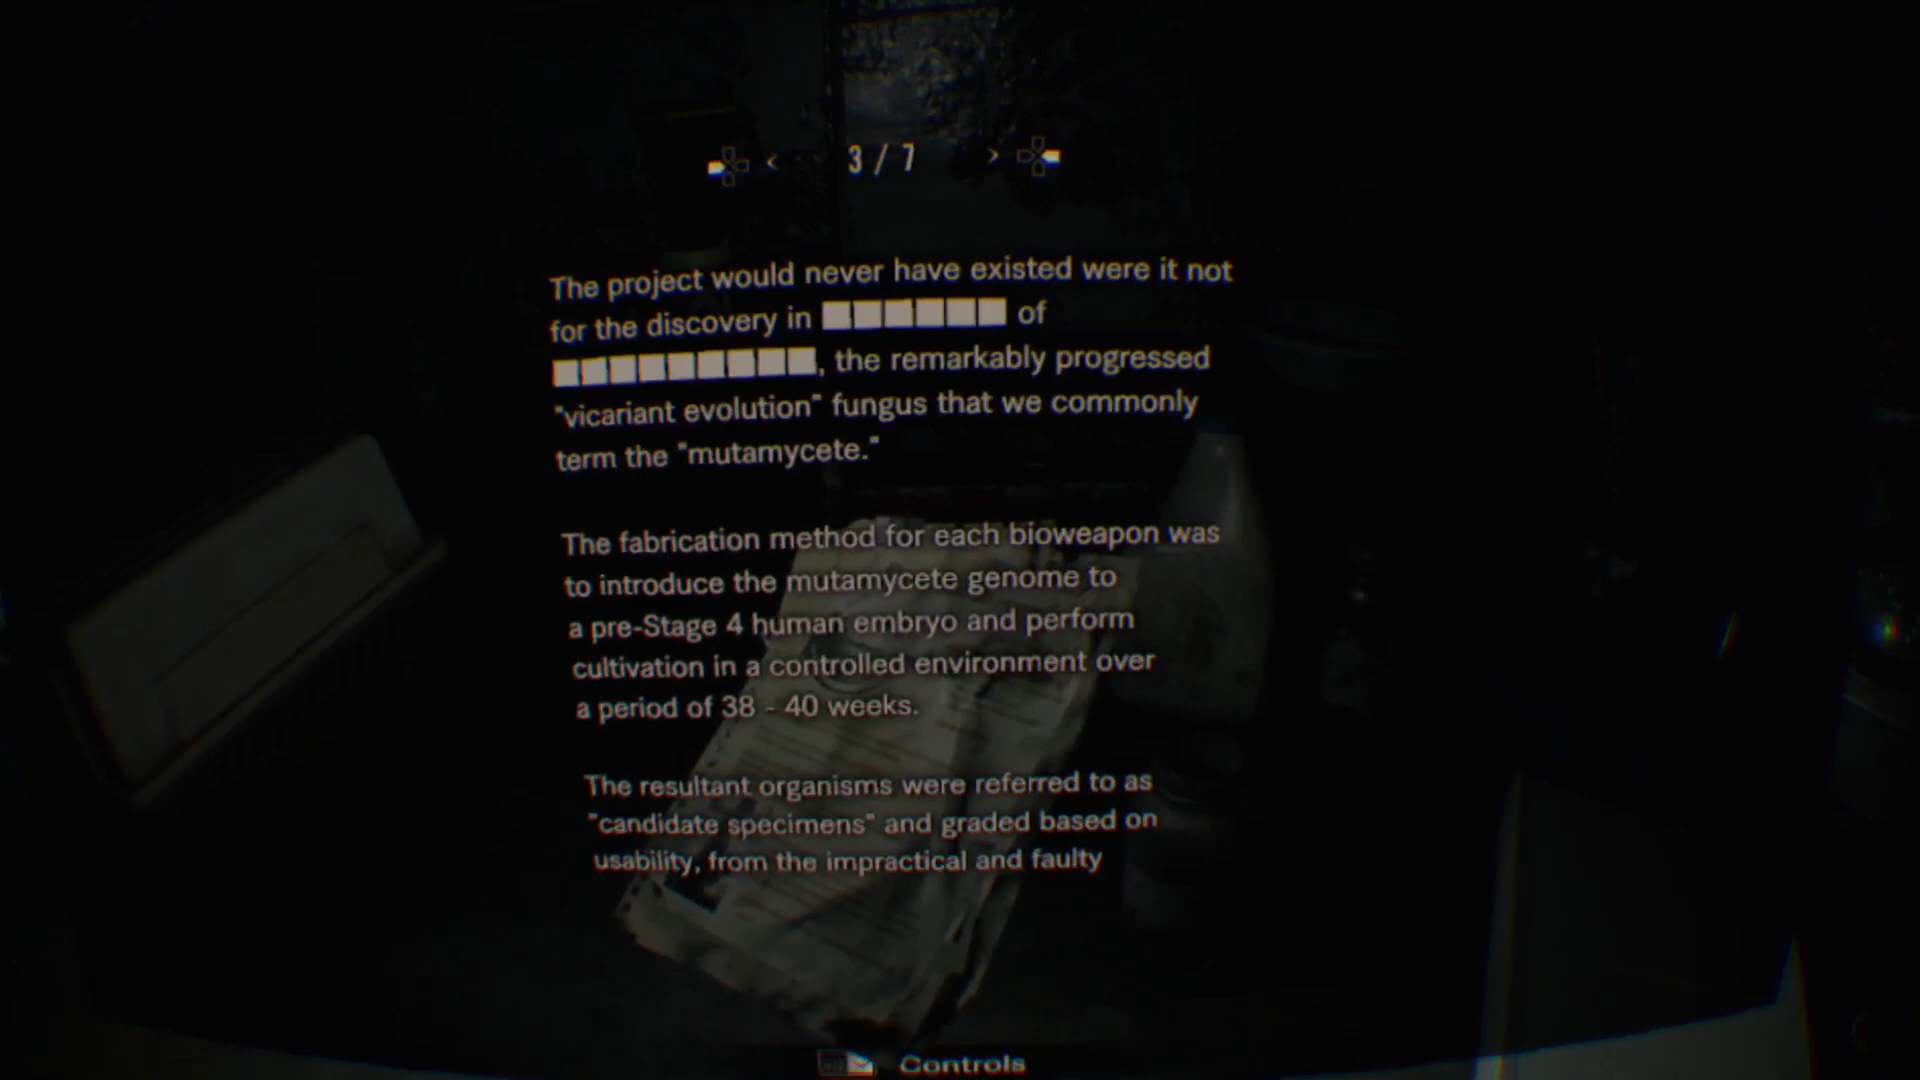 3 / 7
The project would never have existed were it not
for the discovery in ■■■■■■ of
■■■■■■■■■, the remarkably progressed
"vicariant evolution" fungus that we commonly
term the "mutamycete."
The fabrication method for each bioweapon was
to introduce the mutamycete genome to
a pre-Stage 4 human embryo and perform
cultivation in a controlled environment over
a period of 38 - 40 weeks.
The resultant organisms were referred to as
"candidate specimens" and graded based on
usability, from the impractical and faulty
Controls